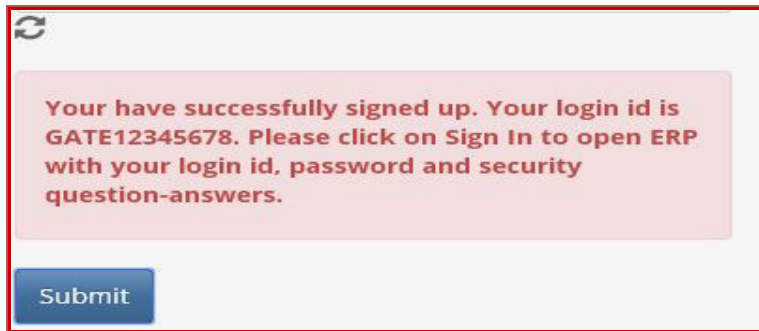 Your have successfully signed up. Your login id is
GATE12345678. Please click on Sign In to open ERP
with your login id, password and security
question-answers.
Submit